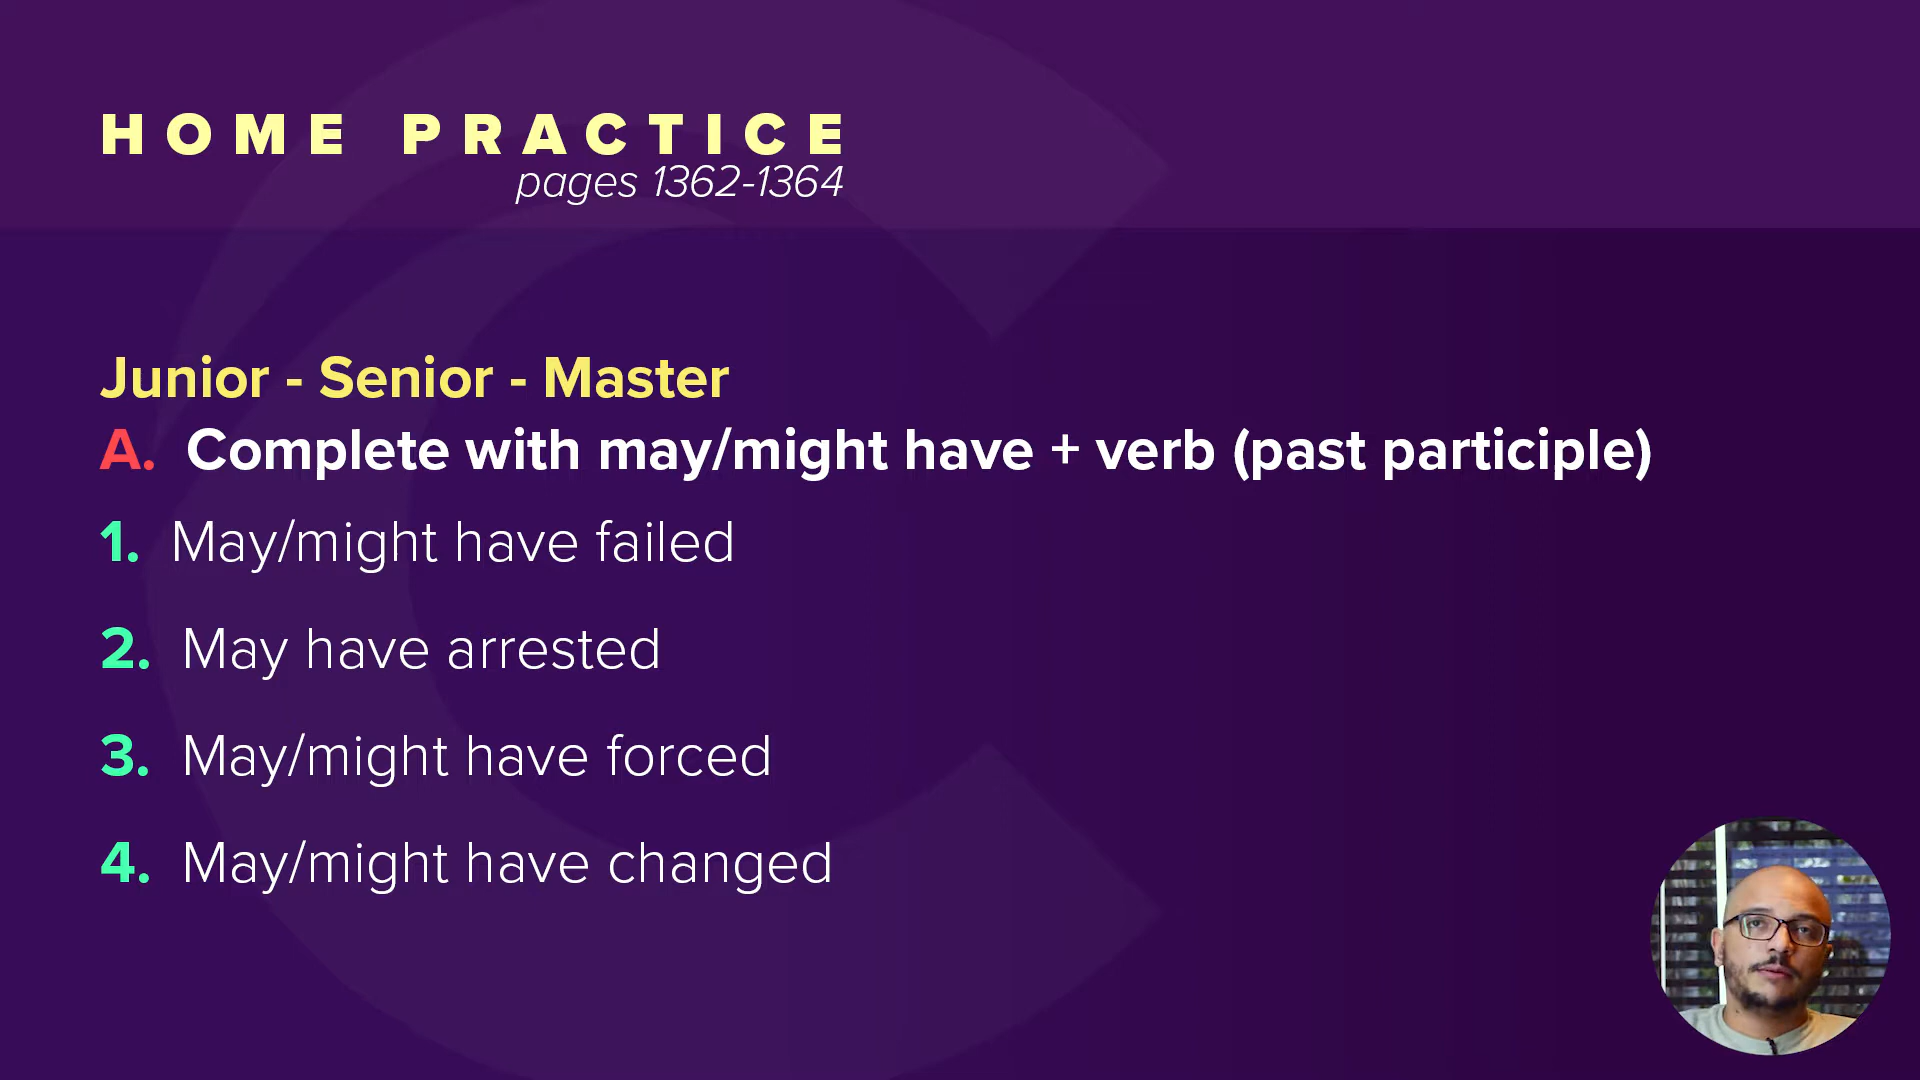 HOME PRACTICE
pages 1362-1364
Junior - Senior - Master
A. Complete with may/might have + verb (past participle)
1. May/might have failed
2. May have arrested
3. May/might have forced
4. May/might have changed